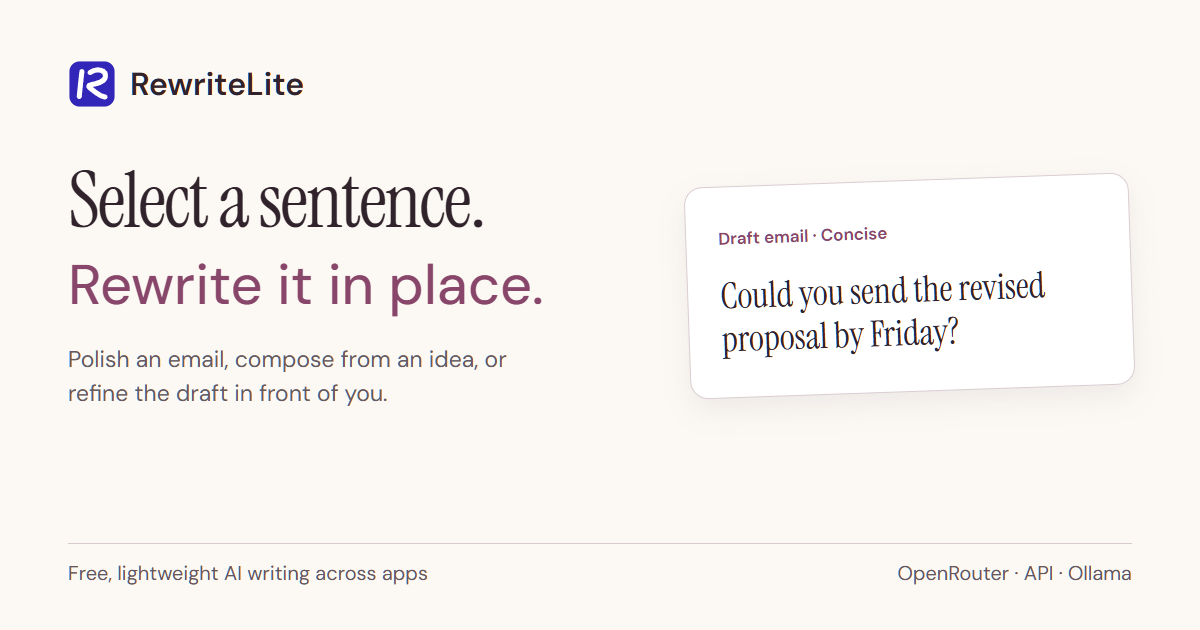 RewriteLite
Select a sentence.
Rewrite it in place.
Polish an email, compose from an idea, or
refine the draft in front of you.
Draft email · Concise
Could you send the revised
proposal by Friday?
Free, lightweight AI writing across apps
OpenRouter · API · Ollama